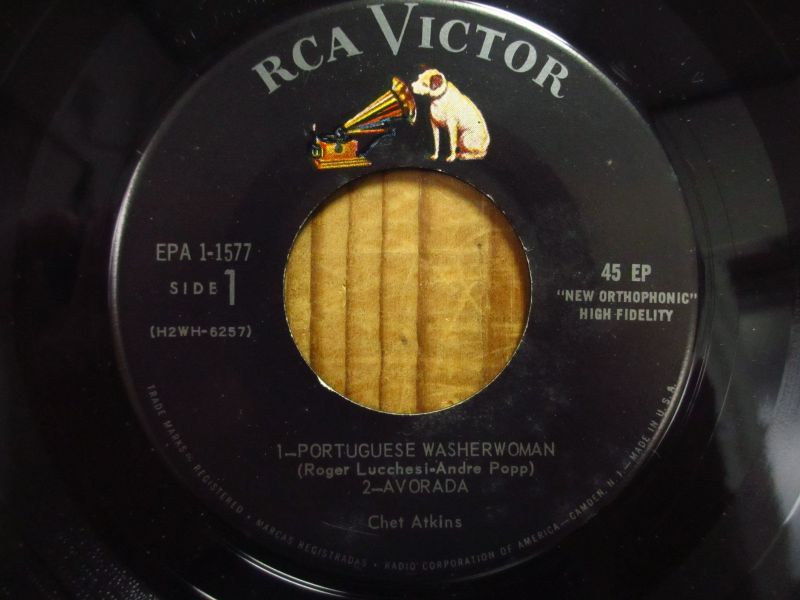 RCA VICTOR
EPA 1-1577
SIDE 1
(H2WH-6257)
45 EP
"NEW ORTHOPHONIC"
HIGH FIDELITY
1—PORTUGUESE WASHERWOMAN
(Roger Lucchesi-Andre Popp)
2—AVORADA
Chet Atkins
TRADE MARKS ® REGISTERED • MARCAS REGISTRADAS • RADIO CORPORATION OF AMERICA—CAMDEN, N. J.—MADE IN U.S.A.